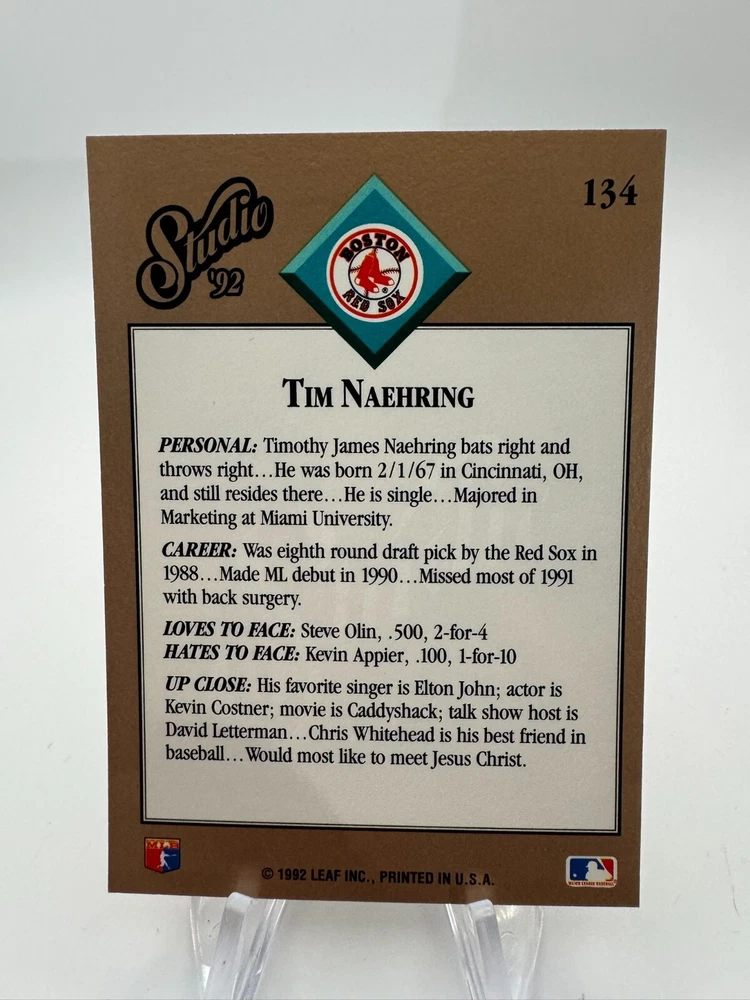 Studio '92
134
BOSTON
RED SOX
®
TIM NAEHRING
PERSONAL: Timothy James Naehring bats right and
throws right...He was born 2/1/67 in Cincinnati, OH,
and still resides there...He is single...Majored in
Marketing at Miami University.
CAREER: Was eighth round draft pick by the Red Sox in
1988...Made ML debut in 1990...Missed most of 1991
with back surgery.
LOVES TO FACE: Steve Olin, .500, 2-for-4
HATES TO FACE: Kevin Appier, .100, 1-for-10
UP CLOSE: His favorite singer is Elton John; actor is
Kevin Costner; movie is Caddyshack; talk show host is
David Letterman...Chris Whitehead is his best friend in
baseball...Would most like to meet Jesus Christ.
© 1992 LEAF INC., PRINTED IN U.S.A.
MAJOR LEAGUE BASEBALL